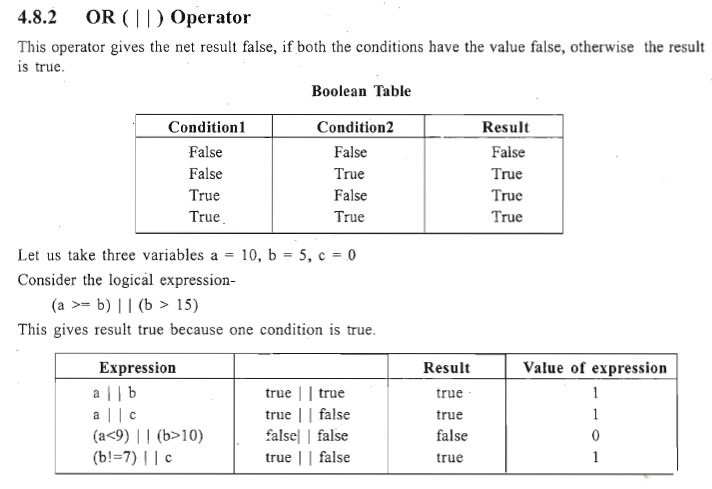 4.8.2 OR ( | | ) Operator
This operator gives the net result false, if both the conditions have the value false, otherwise the result
is true.
Boolean Table
Condition1 Condition2 Result
False False False
False True True
True False True
True True True
Let us take three variables a = 10, b = 5, c = 0
Consider the logical expression-
(a >= b) | | (b > 15)
This gives result true because one condition is true.
Expression Result Value of expression
a | | b true | | true true 1
a | | c true | | false true 1
(a<9) | | (b>10) false| | false false 0
(b!=7) | | c true | | false true 1